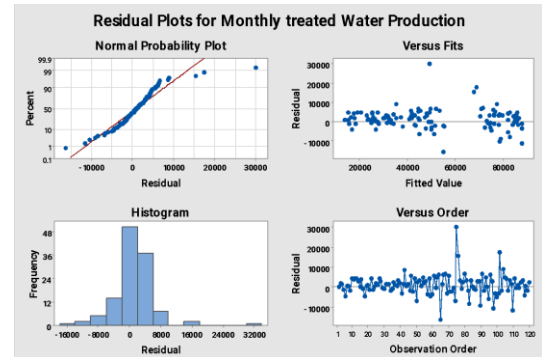 Residual Plots for Monthly treated Water Production
Normal Probability Plot
99.9
99
90
50
10
1
0.1
Percent
-10000 0 10000 20000 30000
Residual
Versus Fits
30000
20000
10000
0
-10000
Residual
20000 40000 60000 80000
Fitted Value
Histogram
48
36
24
12
0
Frequency
-16000 -8000 0 8000 16000 24000 32000
Residual
Versus Order
30000
20000
10000
0
-10000
Residual
1 10 20 30 40 50 60 70 80 90 100 110 120
Observation Order